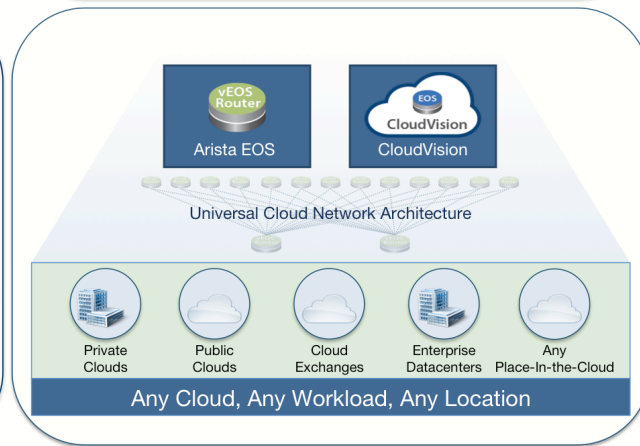 vEOS
Router
Arista EOS
EOS
CloudVision
CloudVision
Universal Cloud Network Architecture
Private
Clouds
Public
Clouds
Cloud
Exchanges
Enterprise
Datacenters
Any
Place-In-the-Cloud
Any Cloud, Any Workload, Any Location